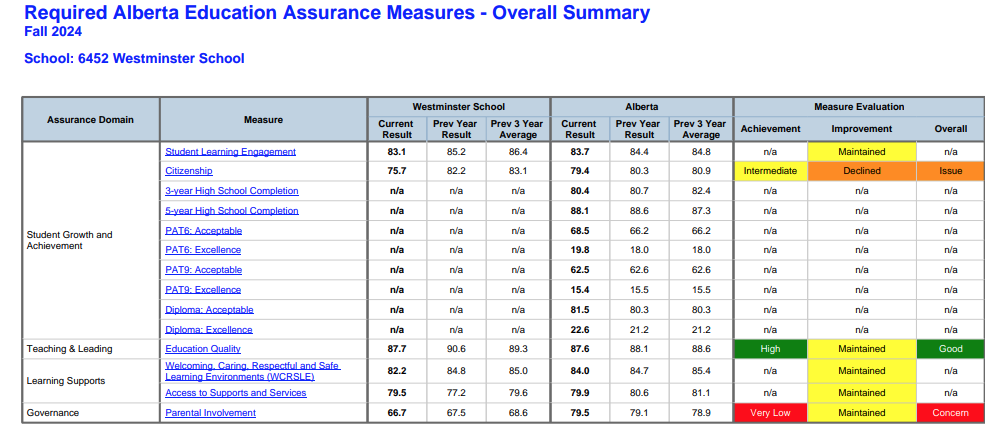 Required Alberta Education Assurance Measures - Overall Summary
Fall 2024
School: 6452 Westminster School
Assurance Domain Measure Westminster School Alberta Measure Evaluation
Current Result Prev Year Result Prev 3 Year Average Current Result Prev Year Result Prev 3 Year Average Achievement Improvement Overall
Student Growth and Achievement
Student Learning Engagement 83.1 85.2 86.4 83.7 84.4 84.8 n/a Maintained n/a
Citizenship 75.7 82.2 83.1 79.4 80.3 80.9 Intermediate Declined Issue
3-year High School Completion n/a n/a n/a 80.4 80.7 82.4 n/a n/a n/a
5-year High School Completion n/a n/a n/a 88.1 88.6 87.3 n/a n/a n/a
PAT6: Acceptable n/a n/a n/a 68.5 66.2 66.2 n/a n/a n/a
PAT6: Excellence n/a n/a n/a 19.8 18.0 18.0 n/a n/a n/a
PAT9: Acceptable n/a n/a n/a 62.5 62.6 62.6 n/a n/a n/a
PAT9: Excellence n/a n/a n/a 15.4 15.5 15.5 n/a n/a n/a
Diploma: Acceptable n/a n/a n/a 81.5 80.3 80.3 n/a n/a n/a
Diploma: Excellence n/a n/a n/a 22.6 21.2 21.2 n/a n/a n/a
Teaching & Leading Education Quality 87.7 90.6 89.3 87.6 88.1 88.6 High Maintained Good
Learning Supports
Welcoming, Caring, Respectful and Safe Learning Environments (WCRSLE) 82.2 84.8 85.0 84.0 84.7 85.4 n/a Maintained n/a
Access to Supports and Services 79.5 77.2 79.6 79.9 80.6 81.1 n/a Maintained n/a
Governance Parental Involvement 66.7 67.5 68.6 79.5 79.1 78.9 Very Low Maintained Concern